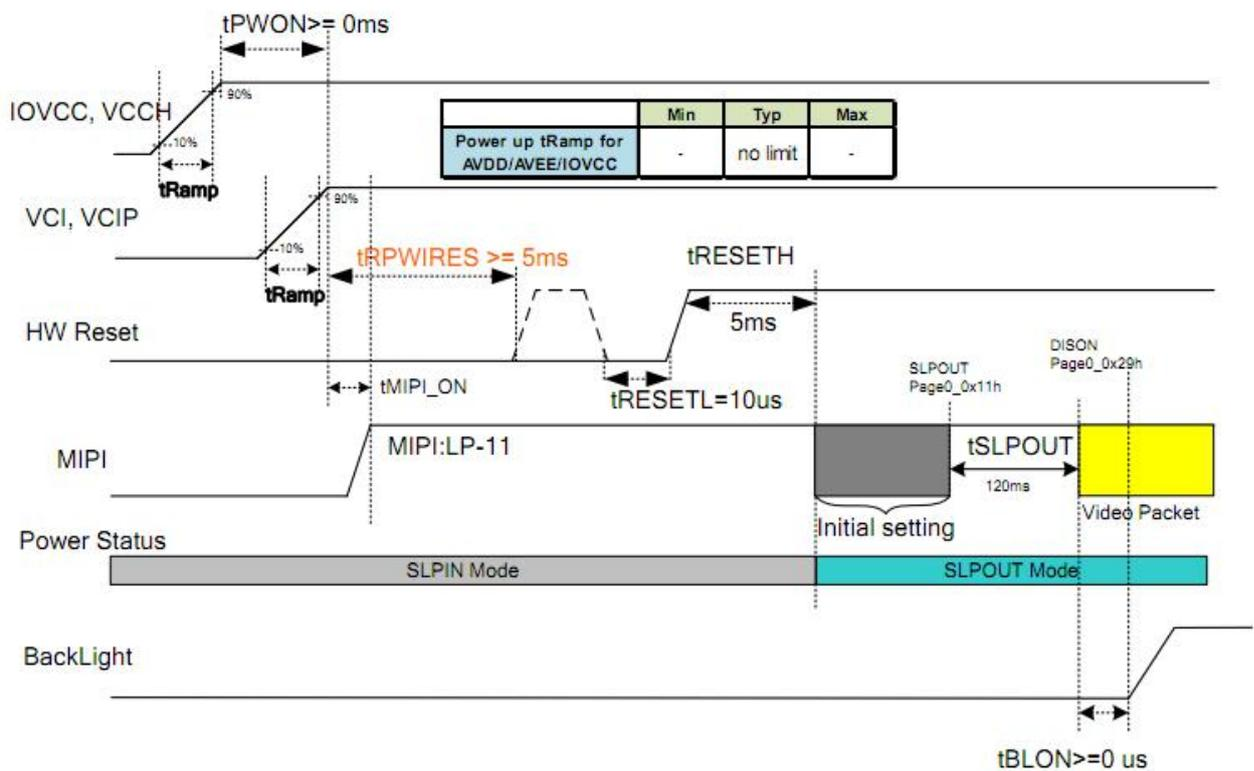 tPWON>= 0ms
IOVCC, VCCH
90%
10%
tRamp
Min Typ Max
Power up tRamp for AVDD/AVEE/IOVCC - no limit -
VCI, VCIP
90%
10%
tRamp
tRPWIRES >= 5ms
tRESETH
HW Reset
5ms
tMIPI_ON
tRESETL=10us
SLPOUT
Page0_0x11h
DISON
Page0_0x29h
MIPI
MIPI:LP-11
tSLPOUT
120ms
Initial setting
Video Packet
Power Status
SLPIN Mode
SLPOUT Mode
BackLight
tBLON>=0 us